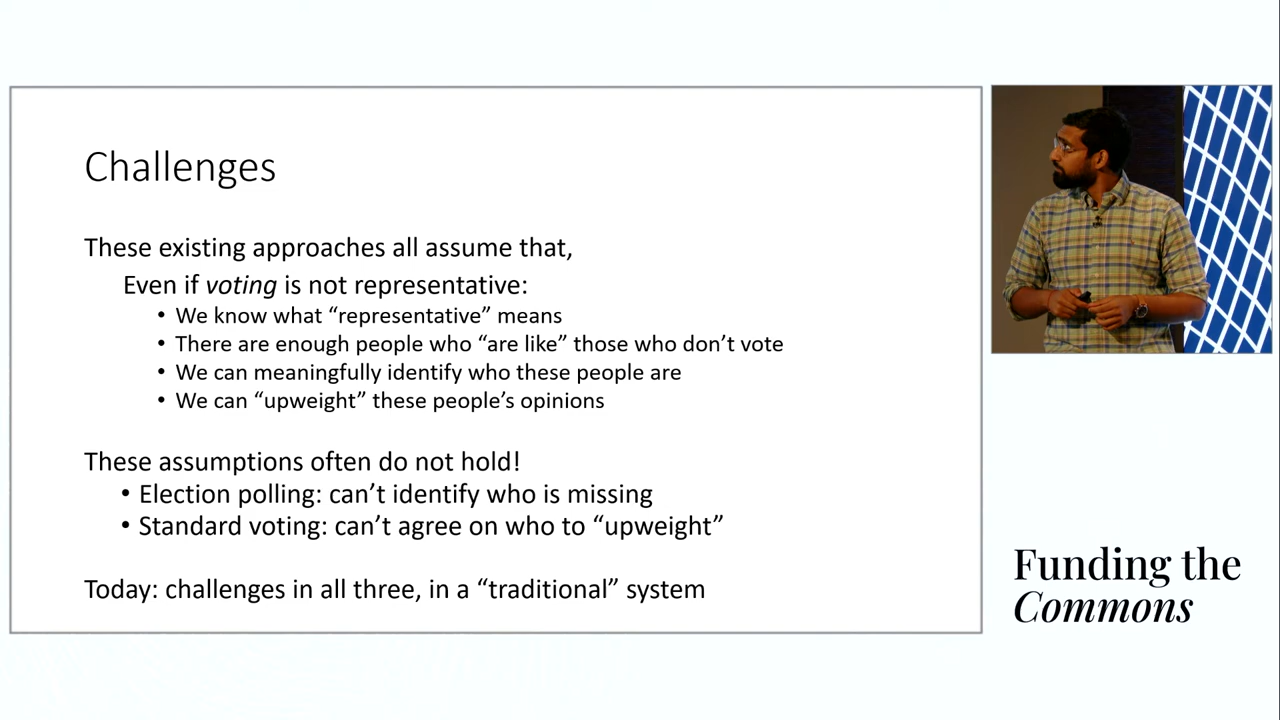 Challenges
These existing approaches all assume that,
Even if voting is not representative:
• We know what “representative” means
• There are enough people who “are like” those who don’t vote
• We can meaningfully identify who these people are
• We can “upweight” these people’s opinions
These assumptions often do not hold!
• Election polling: can’t identify who is missing
• Standard voting: can’t agree on who to “upweight”
Today: challenges in all three, in a “traditional” system
Funding the
Commons